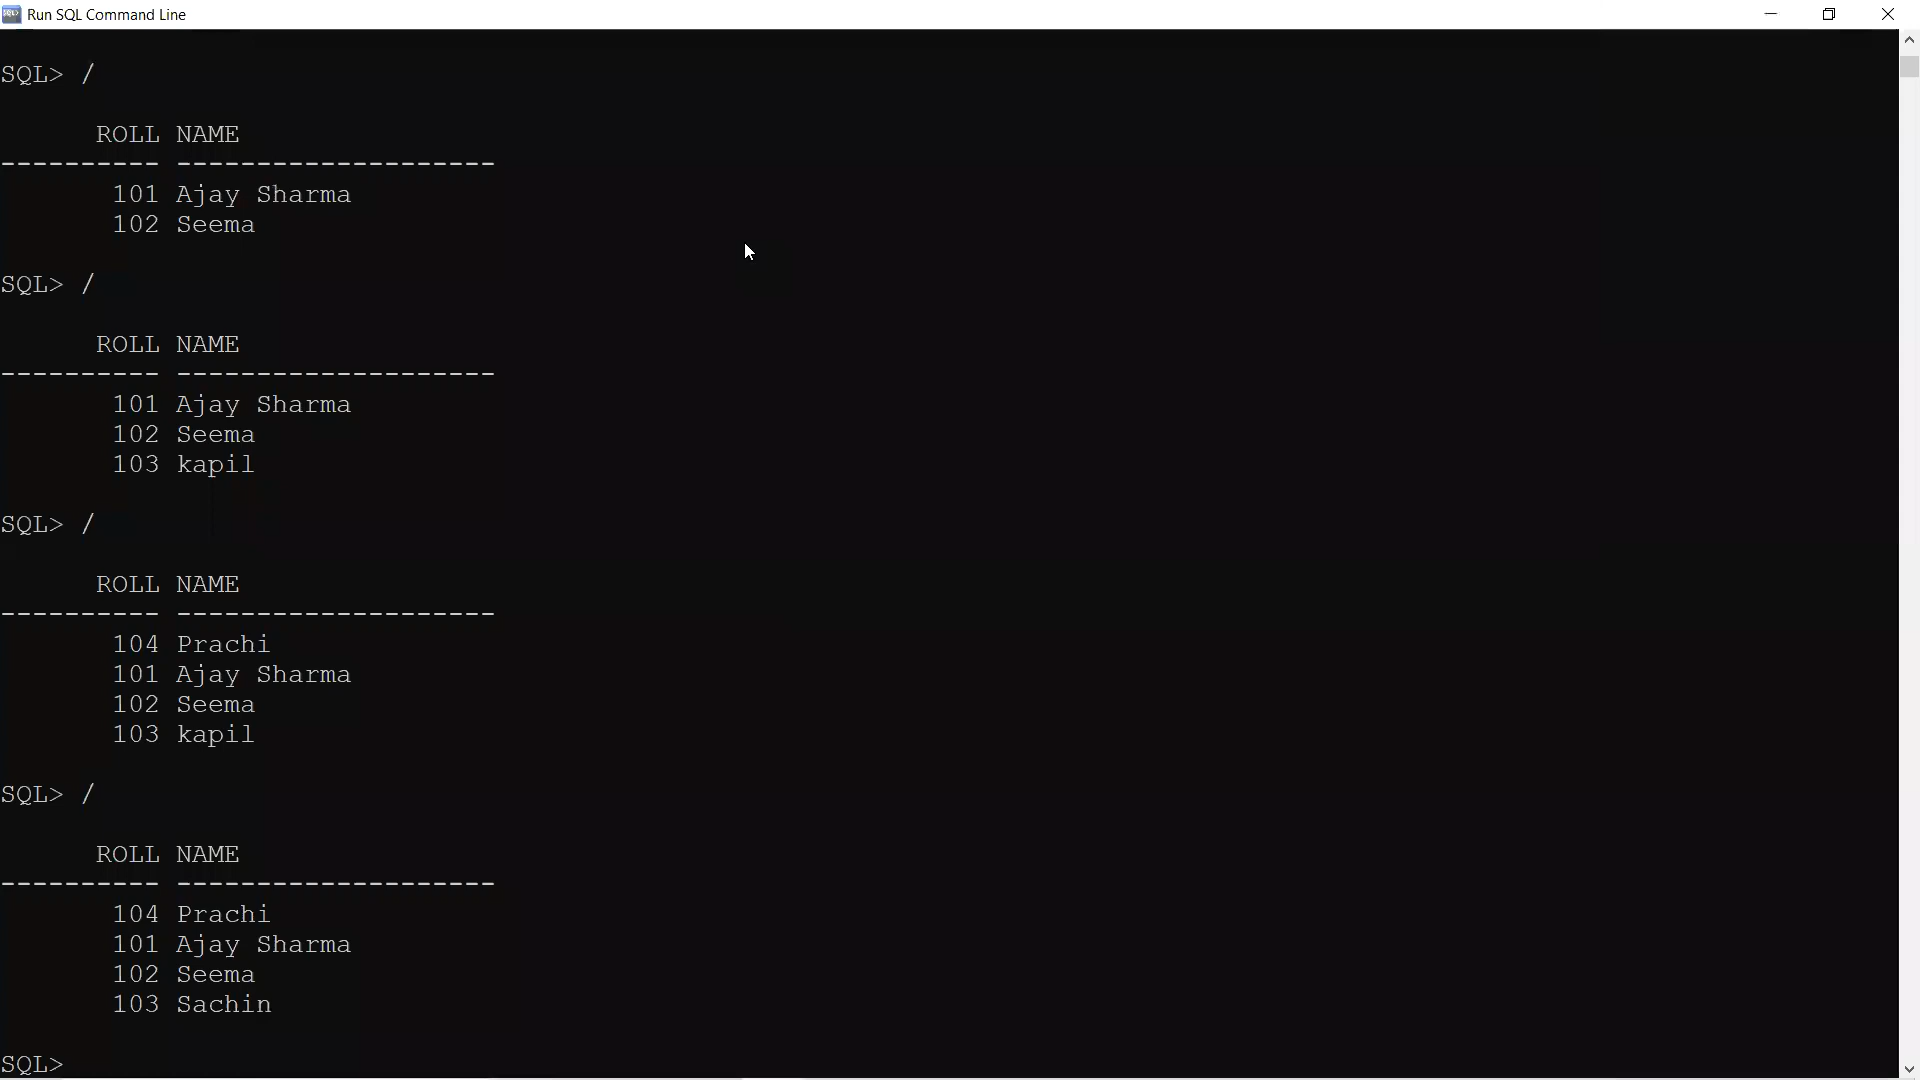 Run SQL Command Line
SQL> /
ROLL NAME
---------- --------------------
101 Ajay Sharma
102 Seema
SQL> /
ROLL NAME
---------- --------------------
101 Ajay Sharma
102 Seema
103 kapil
SQL> /
ROLL NAME
---------- --------------------
104 Prachi
101 Ajay Sharma
102 Seema
103 kapil
SQL> /
ROLL NAME
---------- --------------------
104 Prachi
101 Ajay Sharma
102 Seema
103 Sachin
SQL>